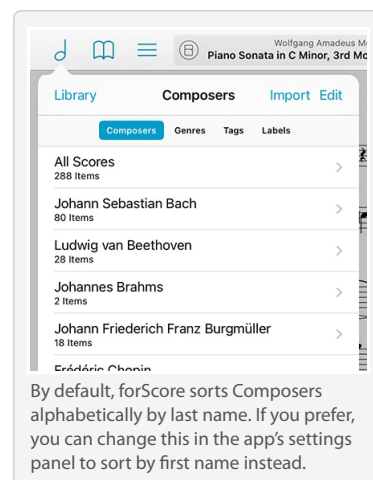 Wolfgang Amadeus M
Piano Sonata in C Minor, 3rd Mo
Library Composers Import Edit
Composers Genres Tags Labels
All Scores
288 Items
Johann Sebastian Bach
80 Items
Ludwig van Beethoven
28 Items
Johannes Brahms
2 Items
Johann Friederich Franz Burgmüller
18 Items
Frédéric Chopin
By default, forScore sorts Composers
alphabetically by last name. If you prefer,
you can change this in the app's settings
panel to sort by first name instead.